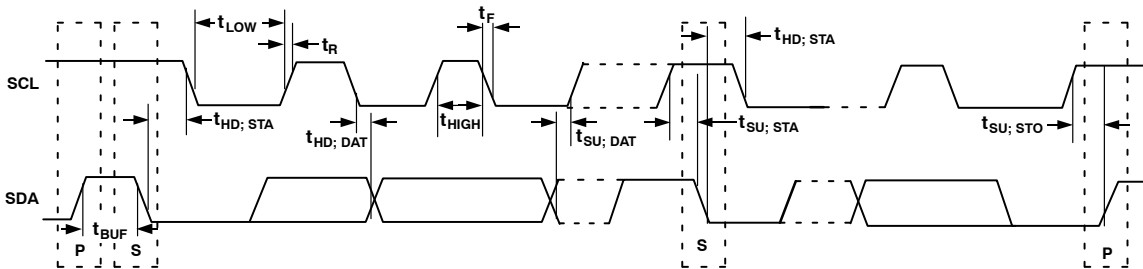 tLOW
tR
tF
tHD; STA
SCL
tHD; STA
tHD; DAT
tHIGH
tSU; DAT
tSU; STA
tSU; STO
SDA
tBUF
P
S
S
P